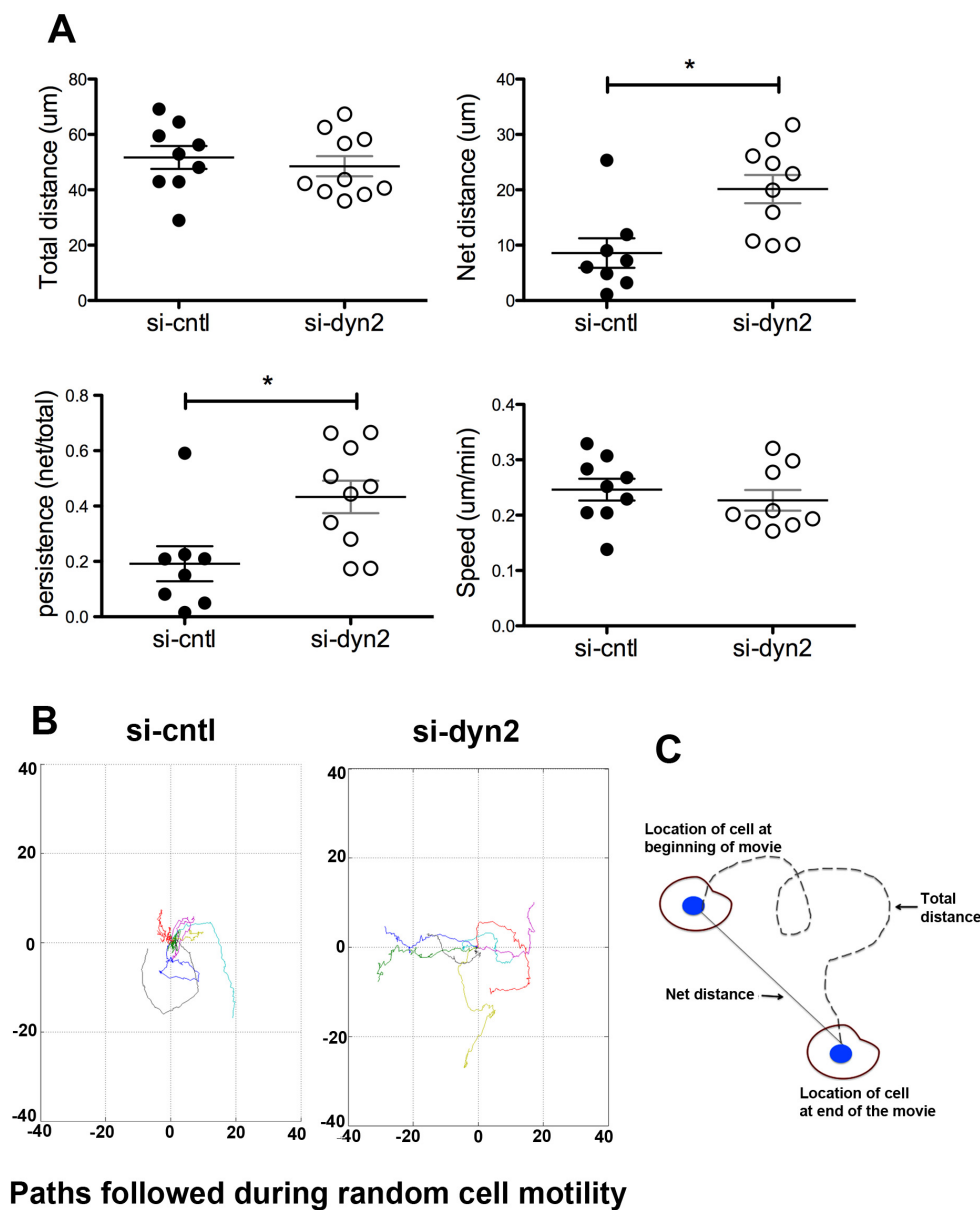 A
Total distance (um)
80
60
40
20
0
si-cntl
si-dyn2
Net distance (um)
40
30
20
10
0
*
si-cntl
si-dyn2
persistence (net/total)
0.8
0.6
0.4
0.2
0.0
*
si-cntl
si-dyn2
Speed (um/min)
0.4
0.3
0.2
0.1
0.0
si-cntl
si-dyn2
B
si-cntl
40
20
0
-20
-40
-40
-20
0
20
40
si-dyn2
40
20
0
-20
-40
-40
-20
0
20
40
Paths followed during random cell motility
C
Location of cell at
beginning of movie
Total
distance
Net distance
Location of cell
at end of the movie